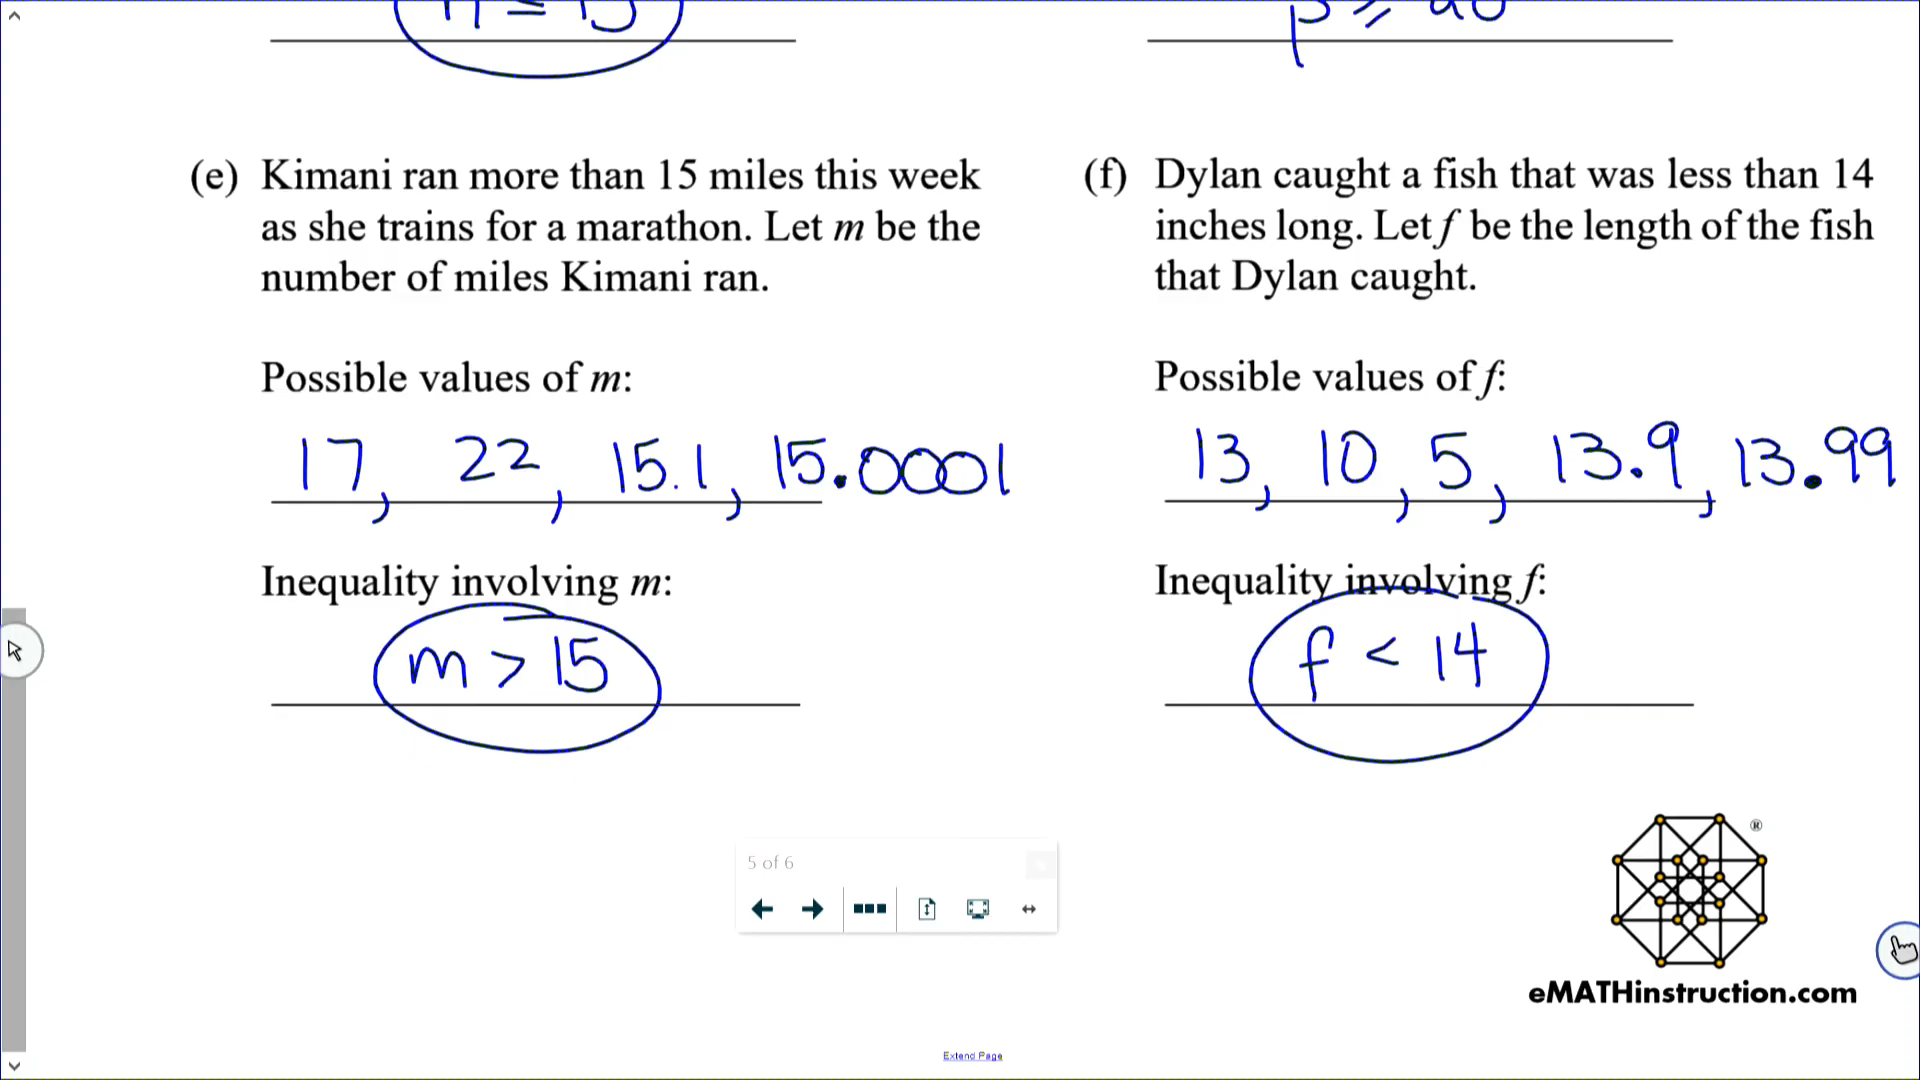 (e) Kimani ran more than 15 miles this week
as she trains for a marathon. Let m be the
number of miles Kimani ran.
Possible values of m:
17, 22, 15.1, 15.0001
Inequality involving m:
m > 15
(f) Dylan caught a fish that was less than 14
inches long. Let f be the length of the fish
that Dylan caught.
Possible values of f:
13, 10, 5, 13.9, 13.99
Inequality involving f:
f < 14
5 of 6
®
eMATHinstruction.com
Extend Page